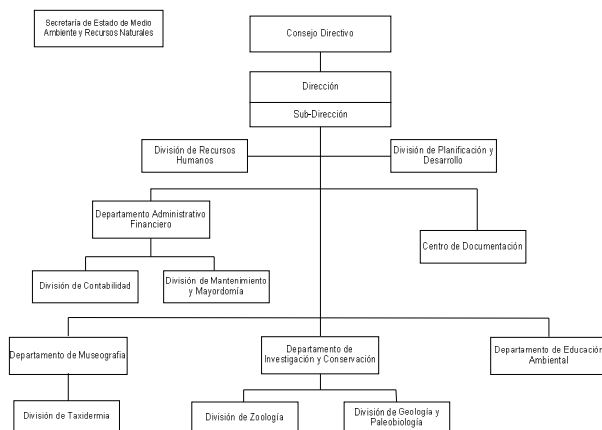 Secretaría de Estado de Medio
Ambiente y Recursos Naturales
Consejo Directivo
Dirección
Sub-Dirección
División de Recursos
Humanos
División de Planificación y
Desarrollo
Departamento Administrativo
Financiero
Centro de Documentación
División de Contabilidad
División de Mantenimiento
y Mayordomía
Departamento de Museografia
Departamento de
Investigación y Conservación
Departamento de Educación
Ambiental
División de Taxidermia
División de Zoología
División de Geología y
Paleobiología